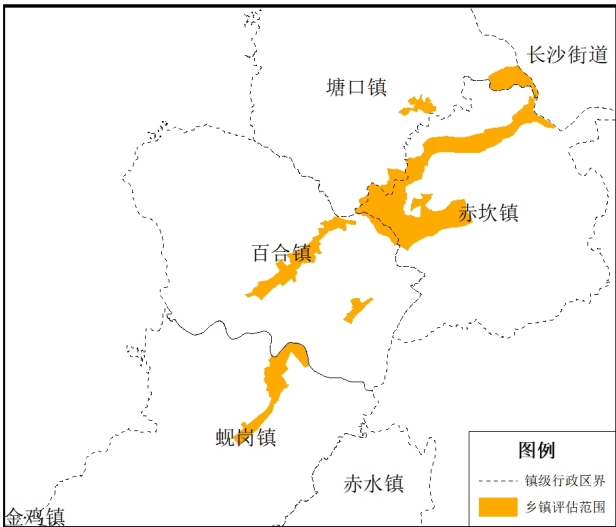 长沙街道
塘口镇
赤坎镇
百合镇
蚬岗镇
赤水镇
金鸡镇
图例
镇级行政区界
乡镇评估范围